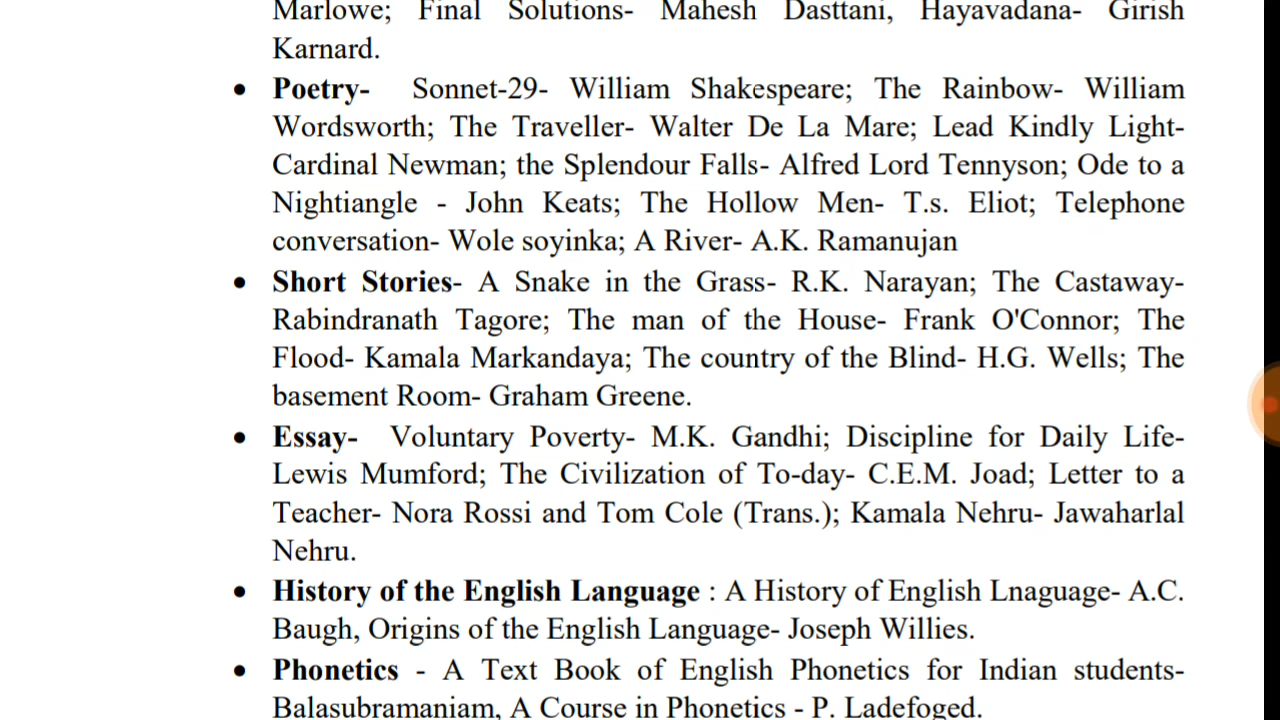 Marlowe; Final Solutions- Mahesh Dasttani, Hayavadana- Girish
Karnard.
• Poetry- Sonnet-29- William Shakespeare; The Rainbow- William
Wordsworth; The Traveller- Walter De La Mare; Lead Kindly Light-
Cardinal Newman; the Splendour Falls- Alfred Lord Tennyson; Ode to a
Nightiangle - John Keats; The Hollow Men- T.s. Eliot; Telephone
conversation- Wole soyinka; A River- A.K. Ramanujan
• Short Stories- A Snake in the Grass- R.K. Narayan; The Castaway-
Rabindranath Tagore; The man of the House- Frank O'Connor; The
Flood- Kamala Markandaya; The country of the Blind- H.G. Wells; The
basement Room- Graham Greene.
• Essay- Voluntary Poverty- M.K. Gandhi; Discipline for Daily Life-
Lewis Mumford; The Civilization of To-day- C.E.M. Joad; Letter to a
Teacher- Nora Rossi and Tom Cole (Trans.); Kamala Nehru- Jawaharlal
Nehru.
• History of the English Language : A History of English Lnaguage- A.C.
Baugh, Origins of the English Language- Joseph Willies.
• Phonetics - A Text Book of English Phonetics for Indian students-
Balasubramaniam, A Course in Phonetics - P. Ladefoged.